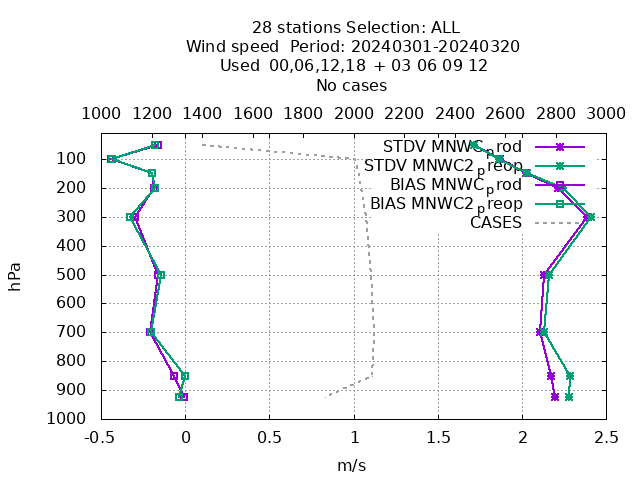 28 stations Selection: ALL
Wind speed  Period: 20240301-20240320
Used  00,06,12,18  + 03 06 09 12
No cases
1000 1200 1400 1600 1800 2000 2200 2400 2600 2800 3000
STDV MNWC_prod
STDV MNWC2_preop
BIAS MNWC_prod
BIAS MNWC2_preop
CASES
100
200
300
400
500
600
700
800
900
1000
hPa
-0.5 0 0.5 1 1.5 2 2.5
m/s